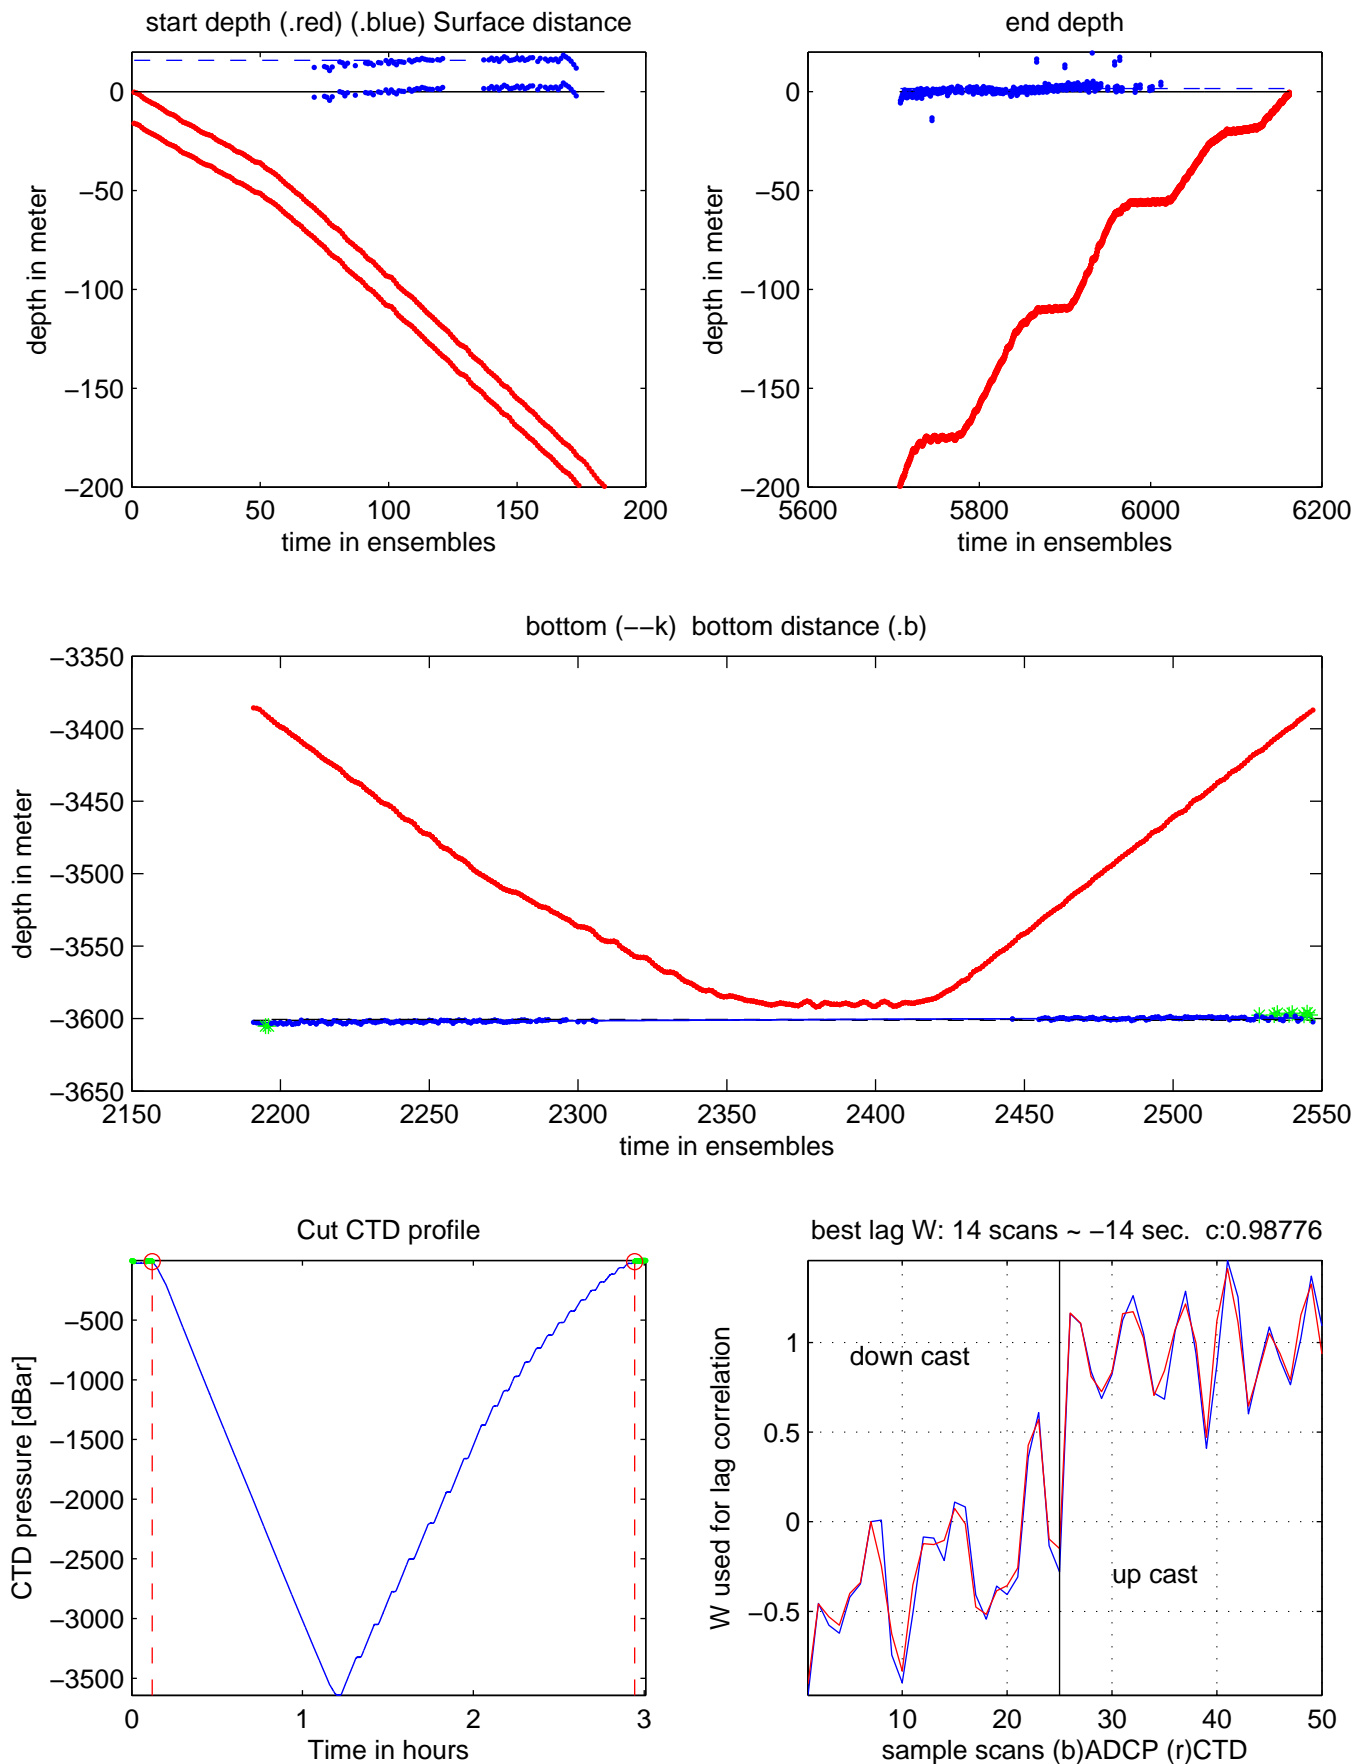 start depth (.red) (.blue) Surface distance
0
−50
−100
−150
−200
depth in meter
0 50 100 150 200
time in ensembles
end depth
0
−50
−100
−150
−200
depth in meter
5600 5800 6000 6200
time in ensembles
bottom (−−k)  bottom distance (.b)
−3350
−3400
−3450
−3500
−3550
−3600
−3650
depth in meter
2150 2200 2250 2300 2350 2400 2450 2500 2550
time in ensembles
Cut CTD profile
−500
−1000
−1500
−2000
−2500
−3000
−3500
CTD pressure [dBar]
0 1 2 3
Time in hours
best lag W: 14 scans ~ −14 sec.  c:0.98776
1
0.5
0
−0.5
W used for lag correlation
down cast
up cast
10 20 30 40 50
sample scans (b)ADCP (r)CTD